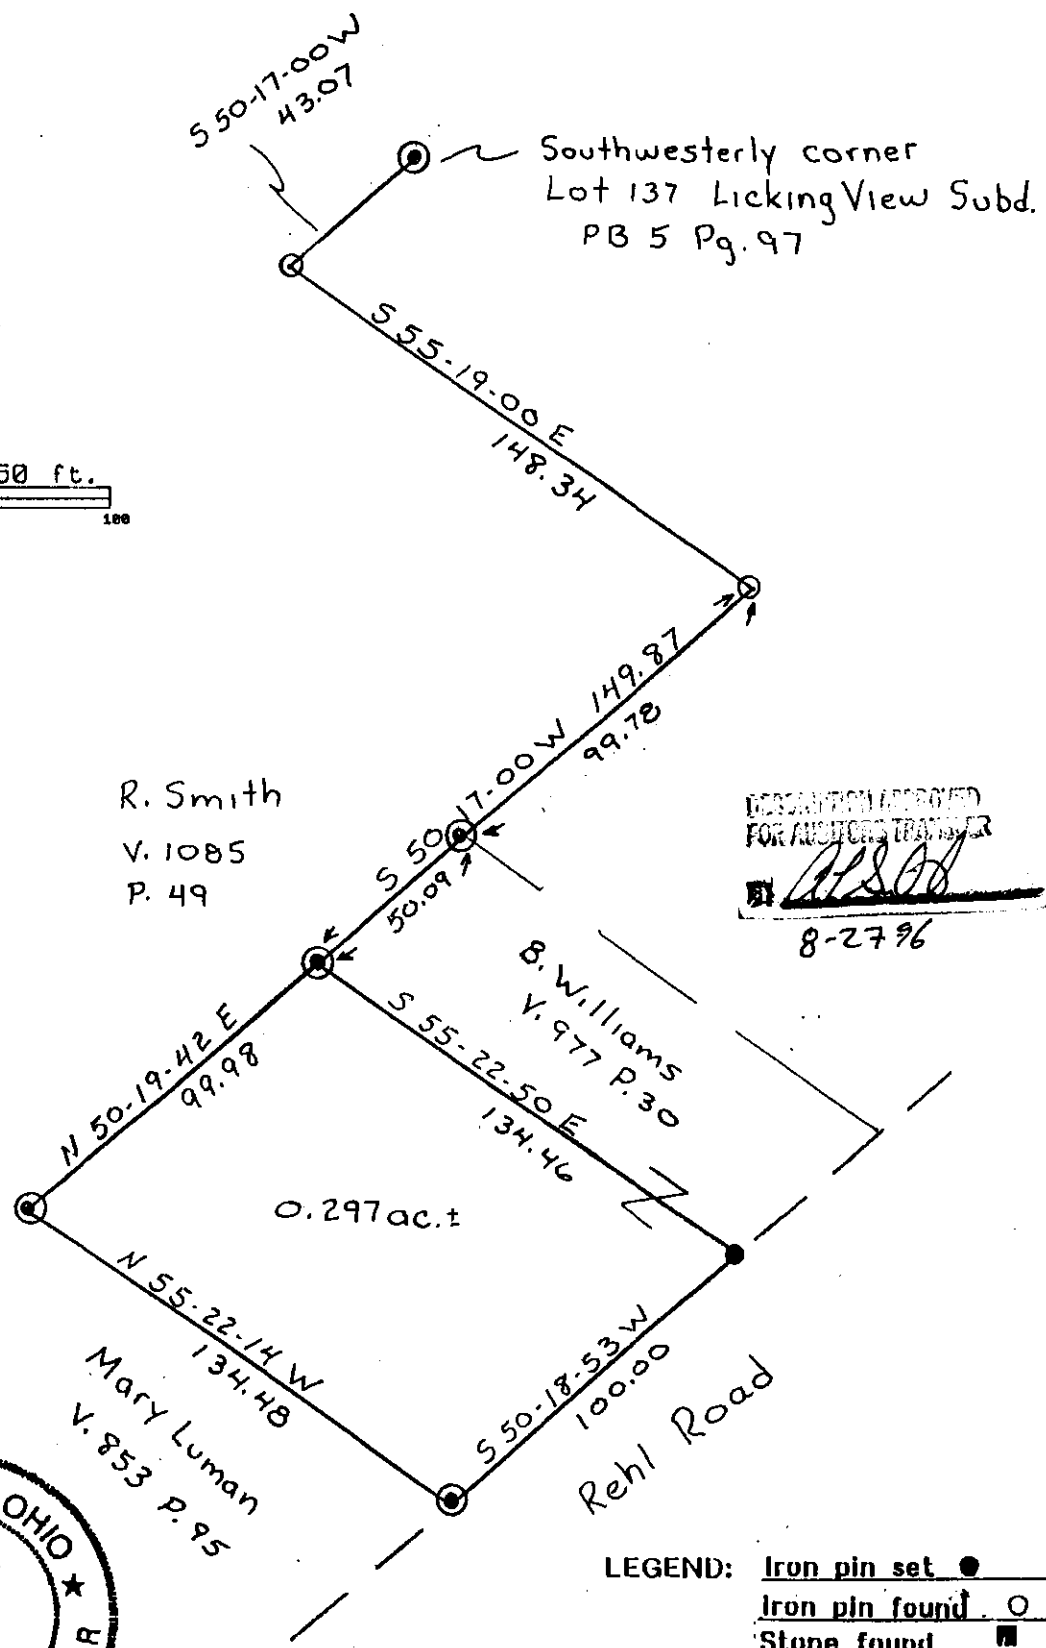 S 50-17-00 W
43.07
Southwesterly corner
Lot 137 Licking View Subd.
PB 5 Pg. 97
S 55-19-00 E
148.34
50 ft.
100
S 50-17-00 W 149.87
99.78
50.09
R. Smith
V. 1085
P. 49
DESCRIPTION APPROVED
FOR AUDITORS TRANSFER
8-27 96
B. Williams
V. 977 P. 30
N 50-19-42 E
99.98
S 55-22-50 E
134.46
0.297 ac.±
N 55-22-14 W
134.48
Mary Luman
V. 853 P. 95
S 50-18-53 W
100.00
Rehl Road
OHIO ★
R
LEGEND: Iron pin set ●
Iron pin found ○
Stone found